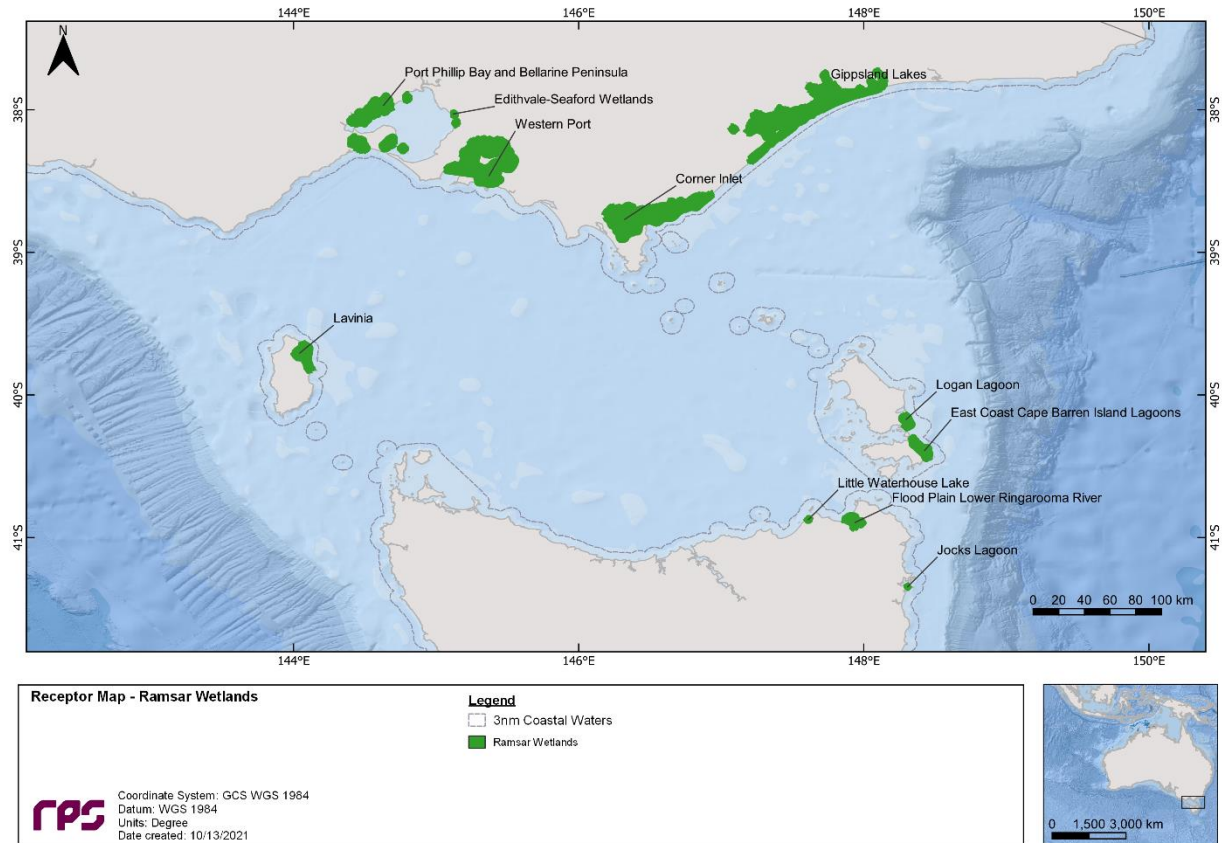 144°E
146°E
148°E
150°E
N
Port Phillip Bay and Bellarine Peninsula
Gippsland Lakes
Edithvale-Seaford Wetlands
38°S
38°S
Western Port
Corner Inlet
39°S
39°S
Lavinia
Logan Lagoon
40°S
40°S
East Coast Cape Barren Island Lagoons
Little Waterhouse Lake
Flood Plain Lower Ringarooma River
41°S
41°S
Jocks Lagoon
0 20 40 60 80 100 km
144°E
146°E
148°E
150°E
Receptor Map - Ramsar Wetlands
Legend
3nm Coastal Waters
Ramsar Wetlands
rps
Coordinate System: GCS WGS 1984
Datum: WGS 1984
Units: Degree
Date created: 10/13/2021
0 1,500 3,000 km